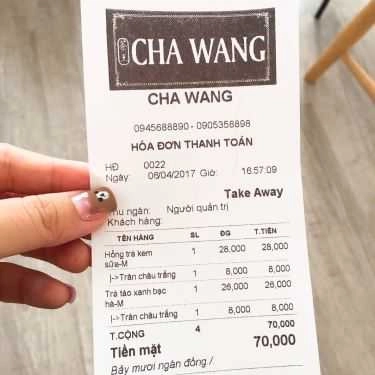 CHA WANG
CHA WANG
0945688890 - 0905358898
HÓA ĐƠN THANH TOÁN
HĐ 0022
Ngày: 06/04/2017 Giờ: 16:57:09
Take Away
Thu ngân: Người quản trị
Khách hàng:
TÊN HÀNG SL ĐG T.TIỀN
Hồng trà kem 1 28,000 28,000
sữa-M
|->Trân châu trắng 1 8,000 8,000
Trà táo xanh bạc 1 26,000 26,000
hà-M
|->Trân châu trắng 1 8,000 8,000
T.CỘNG 4 70,000
Tiền mặt 70,000
Bảy mươi ngàn đồng./.